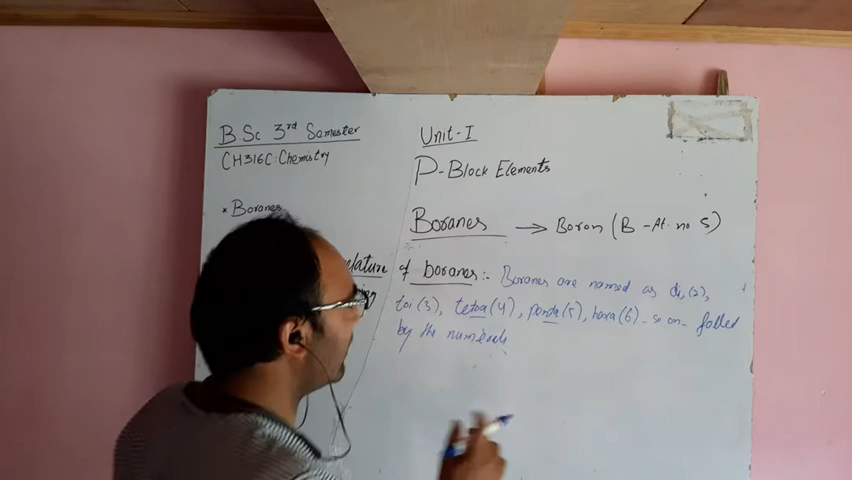 B.Sc 3rd Semester
CH316C: Chemistry
* Boranes
Unit-I
P-Block Elements
Boranes → Boron (B - At. no 5)
of boranes:- Boranes are named as di,(2),
tri(3), tetra(4), penta(5), hexa(6) - so on - folled
by the numerals